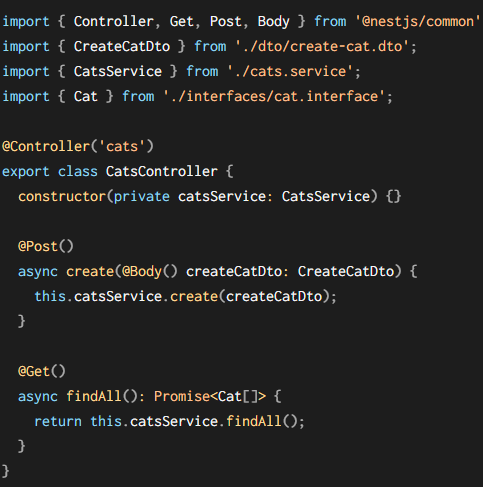 import { Controller, Get, Post, Body } from '@nestjs/common'
import { CreateCatDto } from './dto/create-cat.dto';
import { CatsService } from './cats.service';
import { Cat } from './interfaces/cat.interface';
@Controller('cats')
export class CatsController {
constructor(private catsService: CatsService) {}
@Post()
async create(@Body() createCatDto: CreateCatDto) {
this.catsService.create(createCatDto);
}
@Get()
async findAll(): Promise<Cat[]> {
return this.catsService.findAll();
}
}